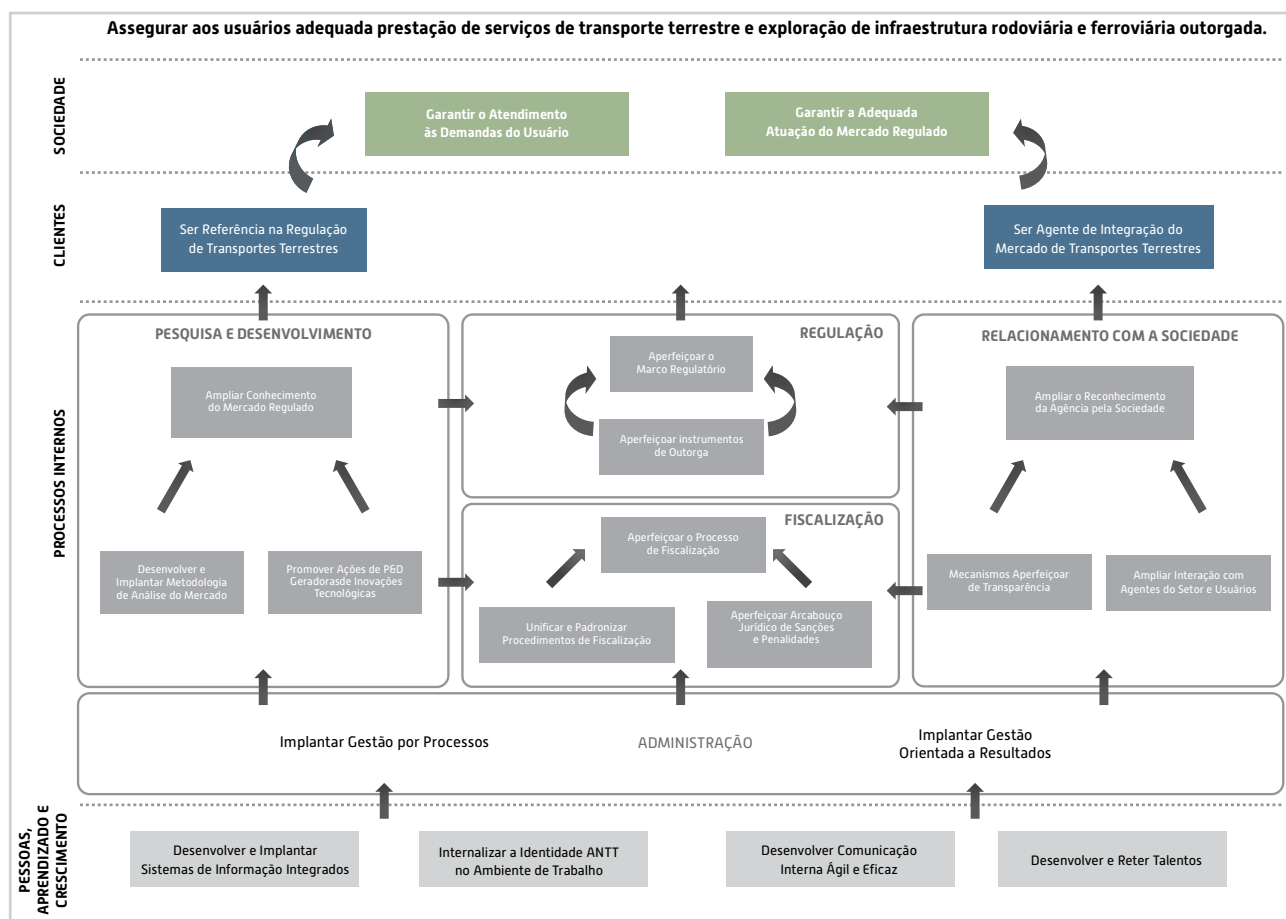 Assegurar aos usuários adequada prestação de serviços de transporte terrestre e exploração de infraestrutura rodoviária e ferroviária outorgada.
SOCIEDADE
Garantir o Atendimento
às Demandas do Usuário
Garantir a Adequada
Atuação do Mercado Regulado
CLIENTES
Ser Referência na Regulação
de Transportes Terrestres
Ser Agente de Integração do
Mercado de Transportes Terrestres
PROCESSOS INTERNOS
PESQUISA E DESENVOLVIMENTO
Ampliar Conhecimento
do Mercado Regulado
Desenvolver e
Implantar Metodologia
de Análise do Mercado
Promover Ações de P&D
Geradorasde Inovações
Tecnológicas
REGULAÇÃO
Aperfeiçoar o
Marco Regulatório
Aperfeiçoar instrumentos
de Outorga
FISCALIZAÇÃO
Aperfeiçoar o Processo
de Fiscalização
Unificar e Padronizar
Procedimentos de Fiscalização
Aperfeiçoar Arcabouço
Jurídico de Sanções
e Penalidades
RELACIONAMENTO COM A SOCIEDADE
Ampliar o Reconhecimento
da Agência pela Sociedade
Mecanismos Aperfeiçoar
de Transparência
Ampliar Interação com
Agentes do Setor e Usuários
Implantar Gestão por Processos
ADMINISTRAÇÃO
Implantar Gestão
Orientada a Resultados
PESSOAS,
APRENDIZADO E
CRESCIMENTO
Desenvolver e Implantar
Sistemas de Informação Integrados
Internalizar a Identidade ANTT
no Ambiente de Trabalho
Desenvolver Comunicação
Interna Ágil e Eficaz
Desenvolver e Reter Talentos